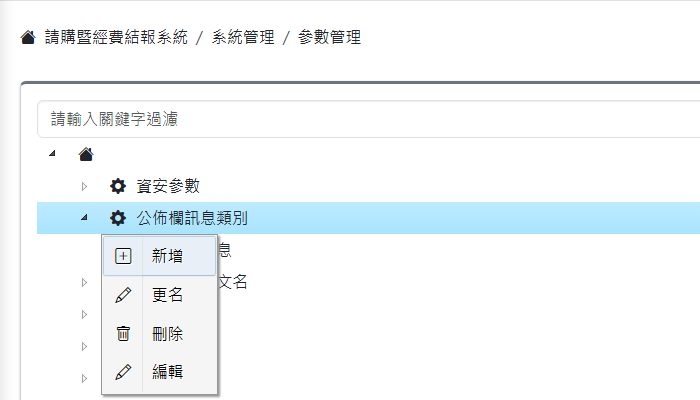 請購暨經費結報系統 / 系統管理 / 參數管理
請輸入關鍵字過濾
資安參數
公佈欄訊息類別
新增
息
文名
更名
刪除
編輯